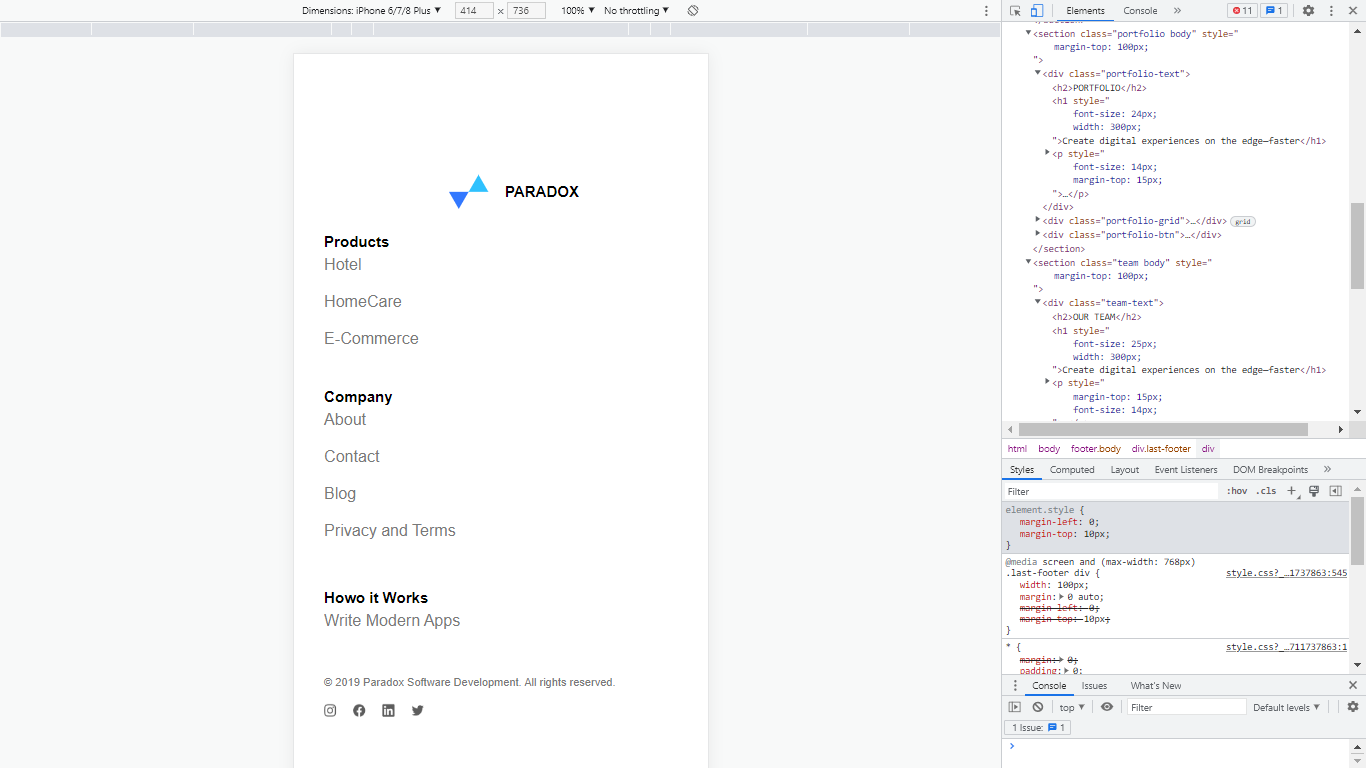 Dimensions: iPhone 6/7/8 Plus ▼ 414 × 736 100% ▼ No throttling ▼
Elements Console » 11 1
PARADOX
Products
Hotel
HomeCare
E-Commerce
Company
About
Contact
Blog
Privacy and Terms
Howo it Works
Write Modern Apps
© 2019 Paradox Software Development. All rights reserved.
<section class="portfolio body" style="
margin-top: 100px;
">
<div class="portfolio-text">
<h2>PORTFOLIO</h2>
<h1 style="
font-size: 24px;
width: 300px;
">Create digital experiences on the edge—faster</h1>
<p style="
font-size: 14px;
margin-top: 15px;
">…</p>
</div>
<div class="portfolio-grid">…</div> grid
<div class="portfolio-btn">…</div>
</section>
<section class="team body" style="
margin-top: 100px;
">
<div class="team-text">
<h2>OUR TEAM</h2>
<h1 style="
font-size: 25px;
width: 300px;
">Create digital experiences on the edge—faster</h1>
<p style="
margin-top: 15px;
font-size: 14px;
html body footer.body div.last-footer div
Styles Computed Layout Event Listeners DOM Breakpoints »
Filter :hov .cls +
element.style {
margin-left: 0;
margin-top: 10px;
}
@media screen and (max-width: 768px)
.last-footer div { style.css?_…1737863:545
width: 100px;
margin: 0 auto;
margin-left: 0;
margin-top: 10px;
}
* { style.css?_…711737863:1
margin: 0;
padding: 0;
Console Issues What's New
top ▼ Filter Default levels ▼
1 Issue: 1